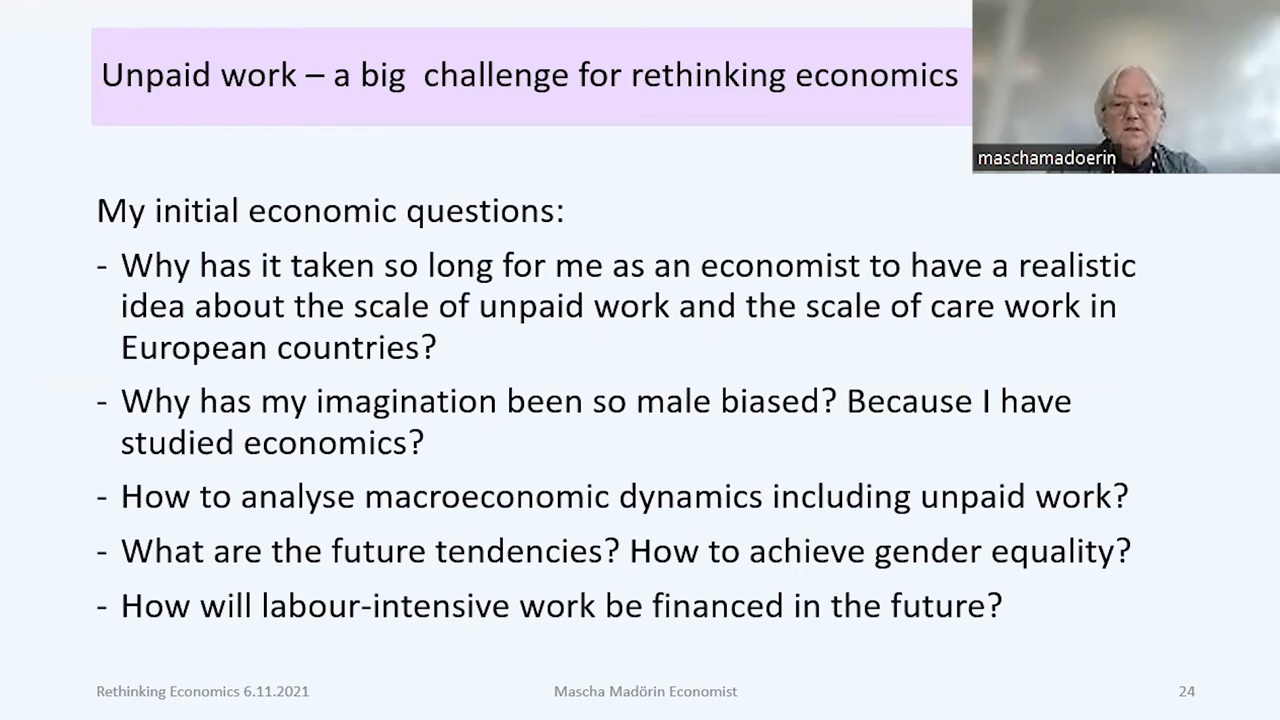 Unpaid work – a big  challenge for rethinking economics
maschamadoerin
My initial economic questions:
- Why has it taken so long for me as an economist to have a realistic
idea about the scale of unpaid work and the scale of care work in
European countries?
- Why has my imagination been so male biased? Because I have
studied economics?
- How to analyse macroeconomic dynamics including unpaid work?
- What are the future tendencies? How to achieve gender equality?
- How will labour-intensive work be financed in the future?
Rethinking Economics 6.11.2021
Mascha Madörin Economist
24